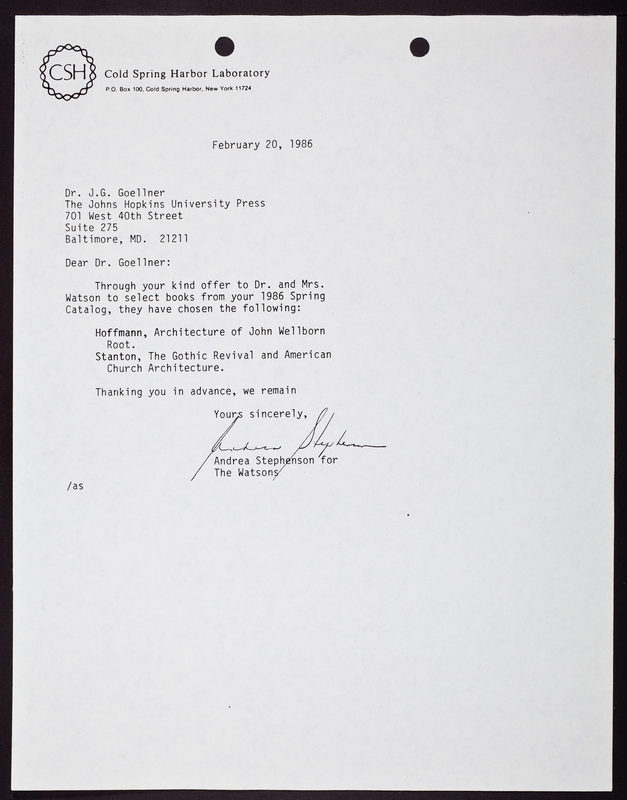 CSH
Cold Spring Harbor Laboratory
P.O. Box 100, Cold Spring Harbor, New York 11724
February 20, 1986
Dr. J.G. Goellner
The Johns Hopkins University Press
701 West 40th Street
Suite 275
Baltimore, MD.  21211
Dear Dr. Goellner:
Through your kind offer to Dr. and Mrs.
Watson to select books from your 1986 Spring
Catalog, they have chosen the following:
Hoffmann, Architecture of John Wellborn
Root.
Stanton, The Gothic Revival and American
Church Architecture.
Thanking you in advance, we remain
Yours sincerely,
Andrea Stephenson
Andrea Stephenson for
The Watsons
/as